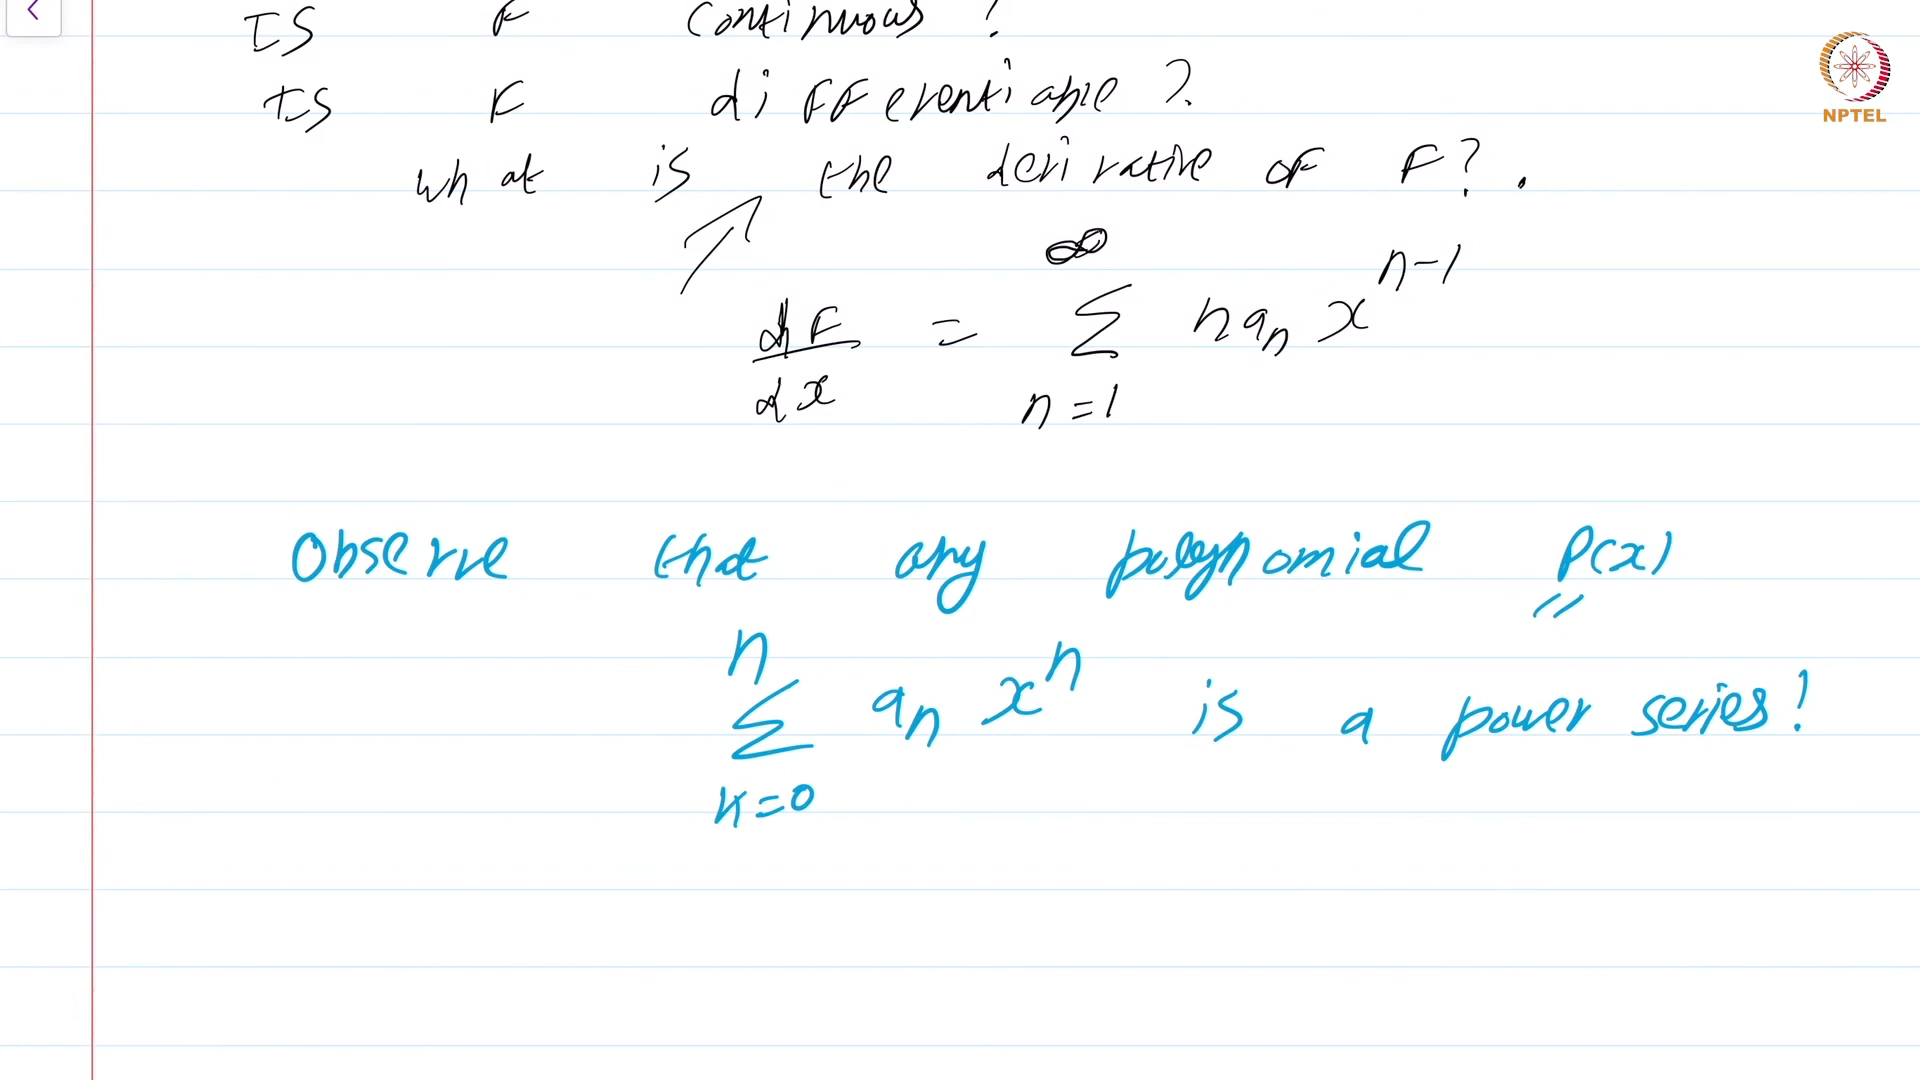 Is F continuous?
Is F differentiable?
What is the derivative of F?.
dF/dx = ∑_{n=1}^{∞} n a_n x^{n-1}
Observe that any polynomial P(x)
"
∑_{k=0}^{n} a_n x^n is a power series!
NPTEL